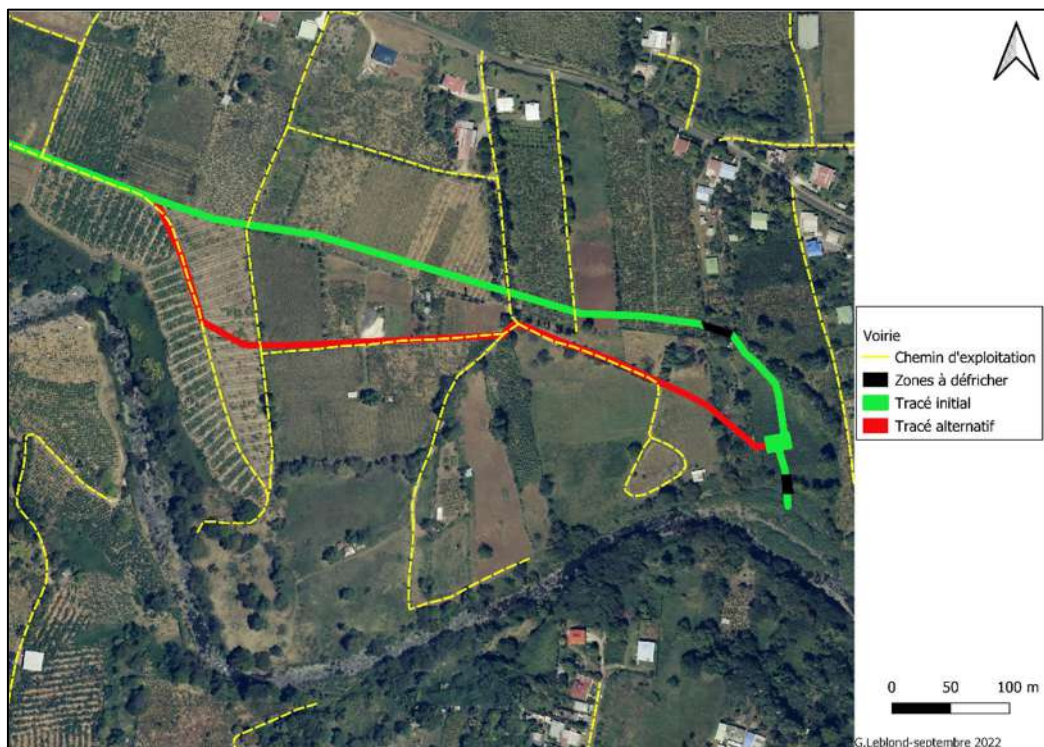 Voirie
Chemin d'exploitation
Zones à défricher
Tracé initial
Tracé alternatif
0 50 100 m
G.Leblond-septembre 2022